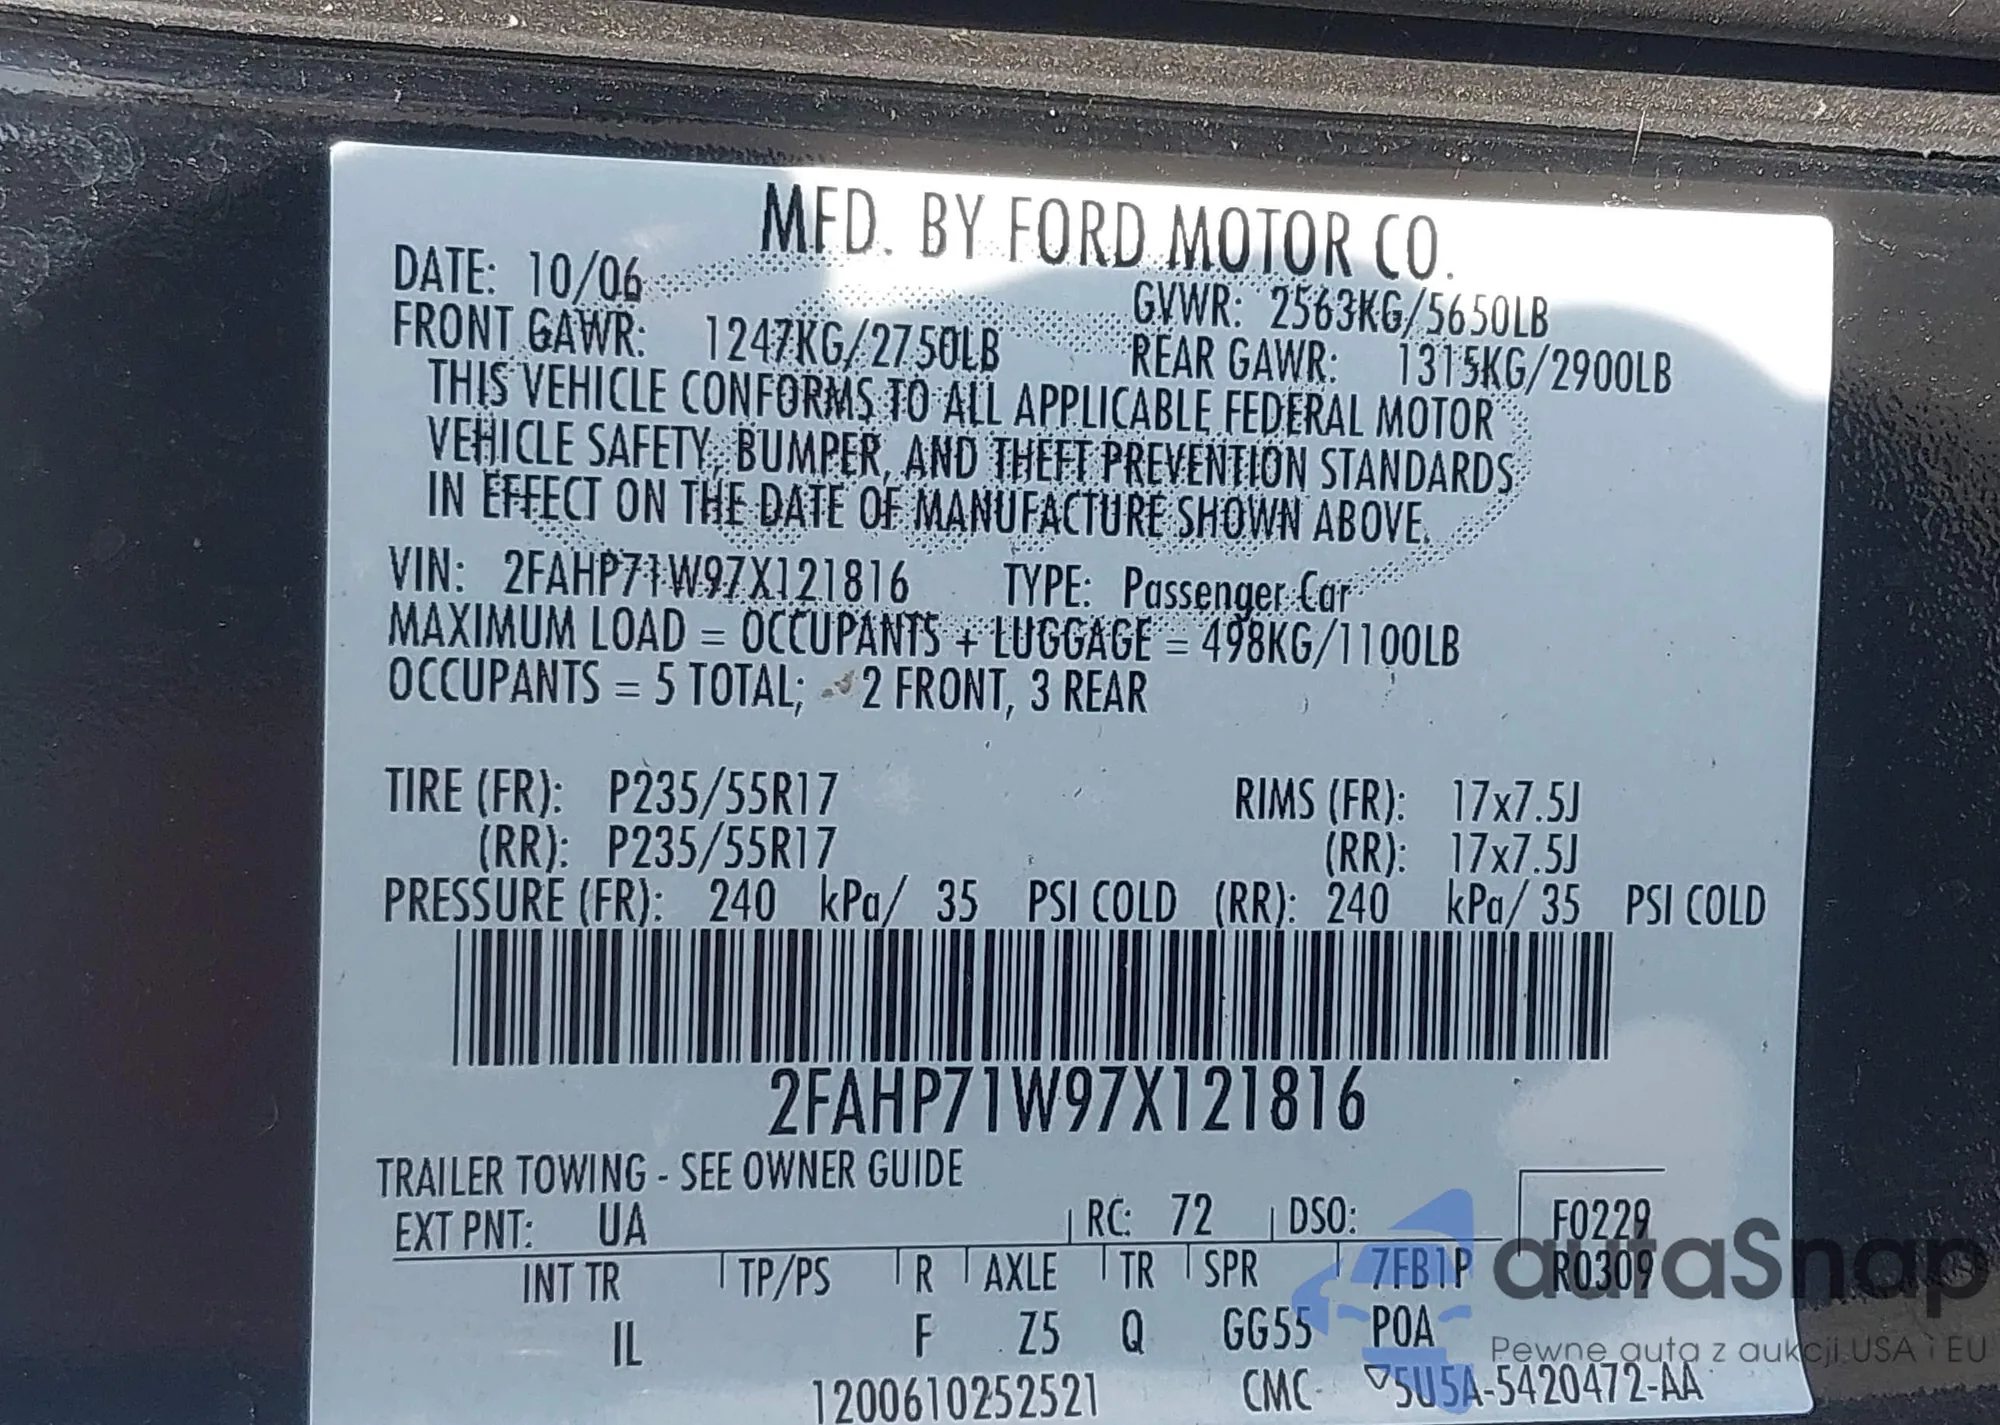 MFD. BY FORD MOTOR CO.
DATE: 10/06
GVWR: 2563KG/5650LB
FRONT GAWR: 1247KG/2750LB
REAR GAWR: 1315KG/2900LB
THIS VEHICLE CONFORMS TO ALL APPLICABLE FEDERAL MOTOR
VEHICLE SAFETY, BUMPER, AND THEFT PREVENTION STANDARDS
IN EFFECT ON THE DATE OF MANUFACTURE SHOWN ABOVE.
VIN: 2FAHP71W97X121816 TYPE: Passenger Car
MAXIMUM LOAD = OCCUPANTS + LUGGAGE = 498KG/1100LB
OCCUPANTS = 5 TOTAL; 2 FRONT, 3 REAR
TIRE (FR): P235/55R17 RIMS (FR): 17x7.5J
(RR): P235/55R17 (RR): 17x7.5J
PRESSURE (FR): 240 kPa/ 35 PSI COLD (RR): 240 kPa/ 35 PSI COLD
2FAHP71W97X121816
TRAILER TOWING - SEE OWNER GUIDE
EXT PNT: UA RC: 72 DSO: F0229
INT TR TP/PS R AXLE TR SPR 7FB1P R0309
IL F Z5 Q GG55 POA
1200610252521 CMC 5U5A-5420472-AA
autaSnap
Pewne auta z aukcji USA i EU